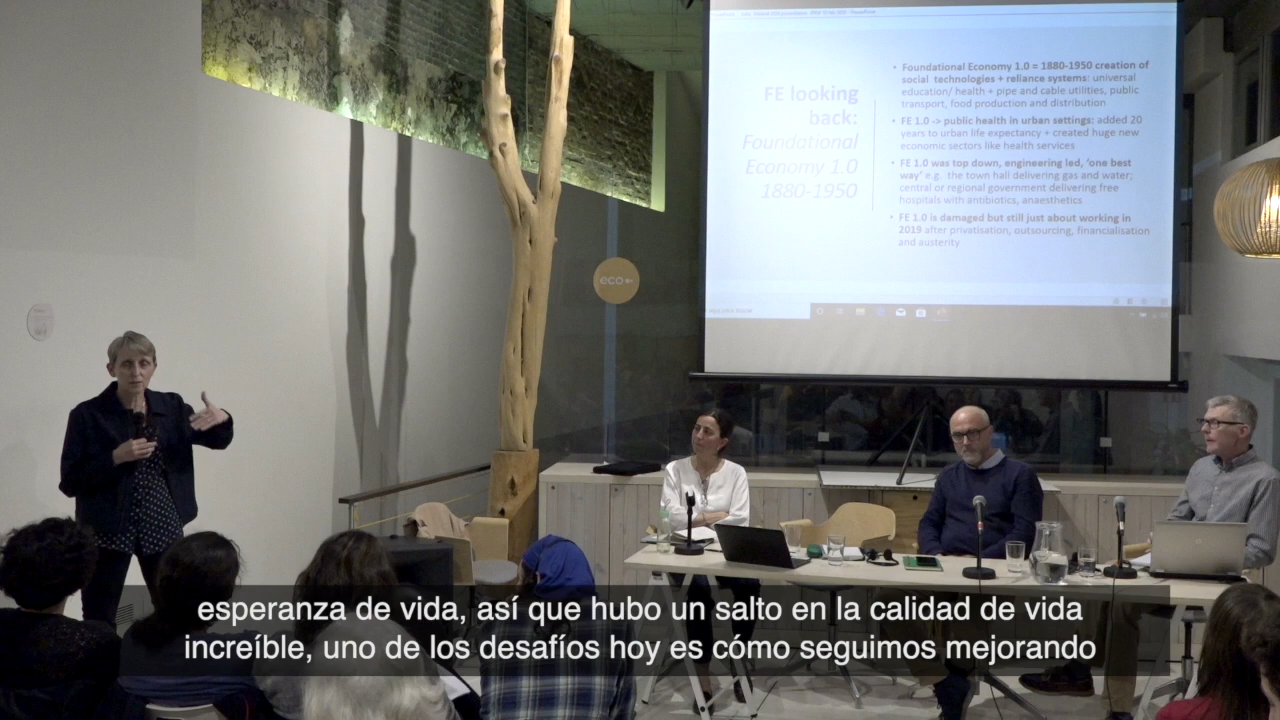 FE looking
back:
Foundational
Economy 1.0
1880-1950
• Foundational Economy 1.0 = 1880-1950 creation of
social technologies + reliance systems: universal
education/ health + pipe and cable utilities, public
transport, food production and distribution
• FE 1.0 -> public health in urban settings: added 20
years to urban life expectancy + created huge new
economic sectors like health services
• FE 1.0 was top down, engineering led, ‘one best
way’ e.g. the town hall delivering gas and water;
central or regional government delivering free
hospitals with antibiotics, anaesthetics
• FE 1.0 is damaged but still just about working in
2019 after privatisation, outsourcing, financialisation
and austerity
eco
esperanza de vida, así que hubo un salto en la calidad de vida
increíble, uno de los desafíos hoy es cómo seguimos mejorando